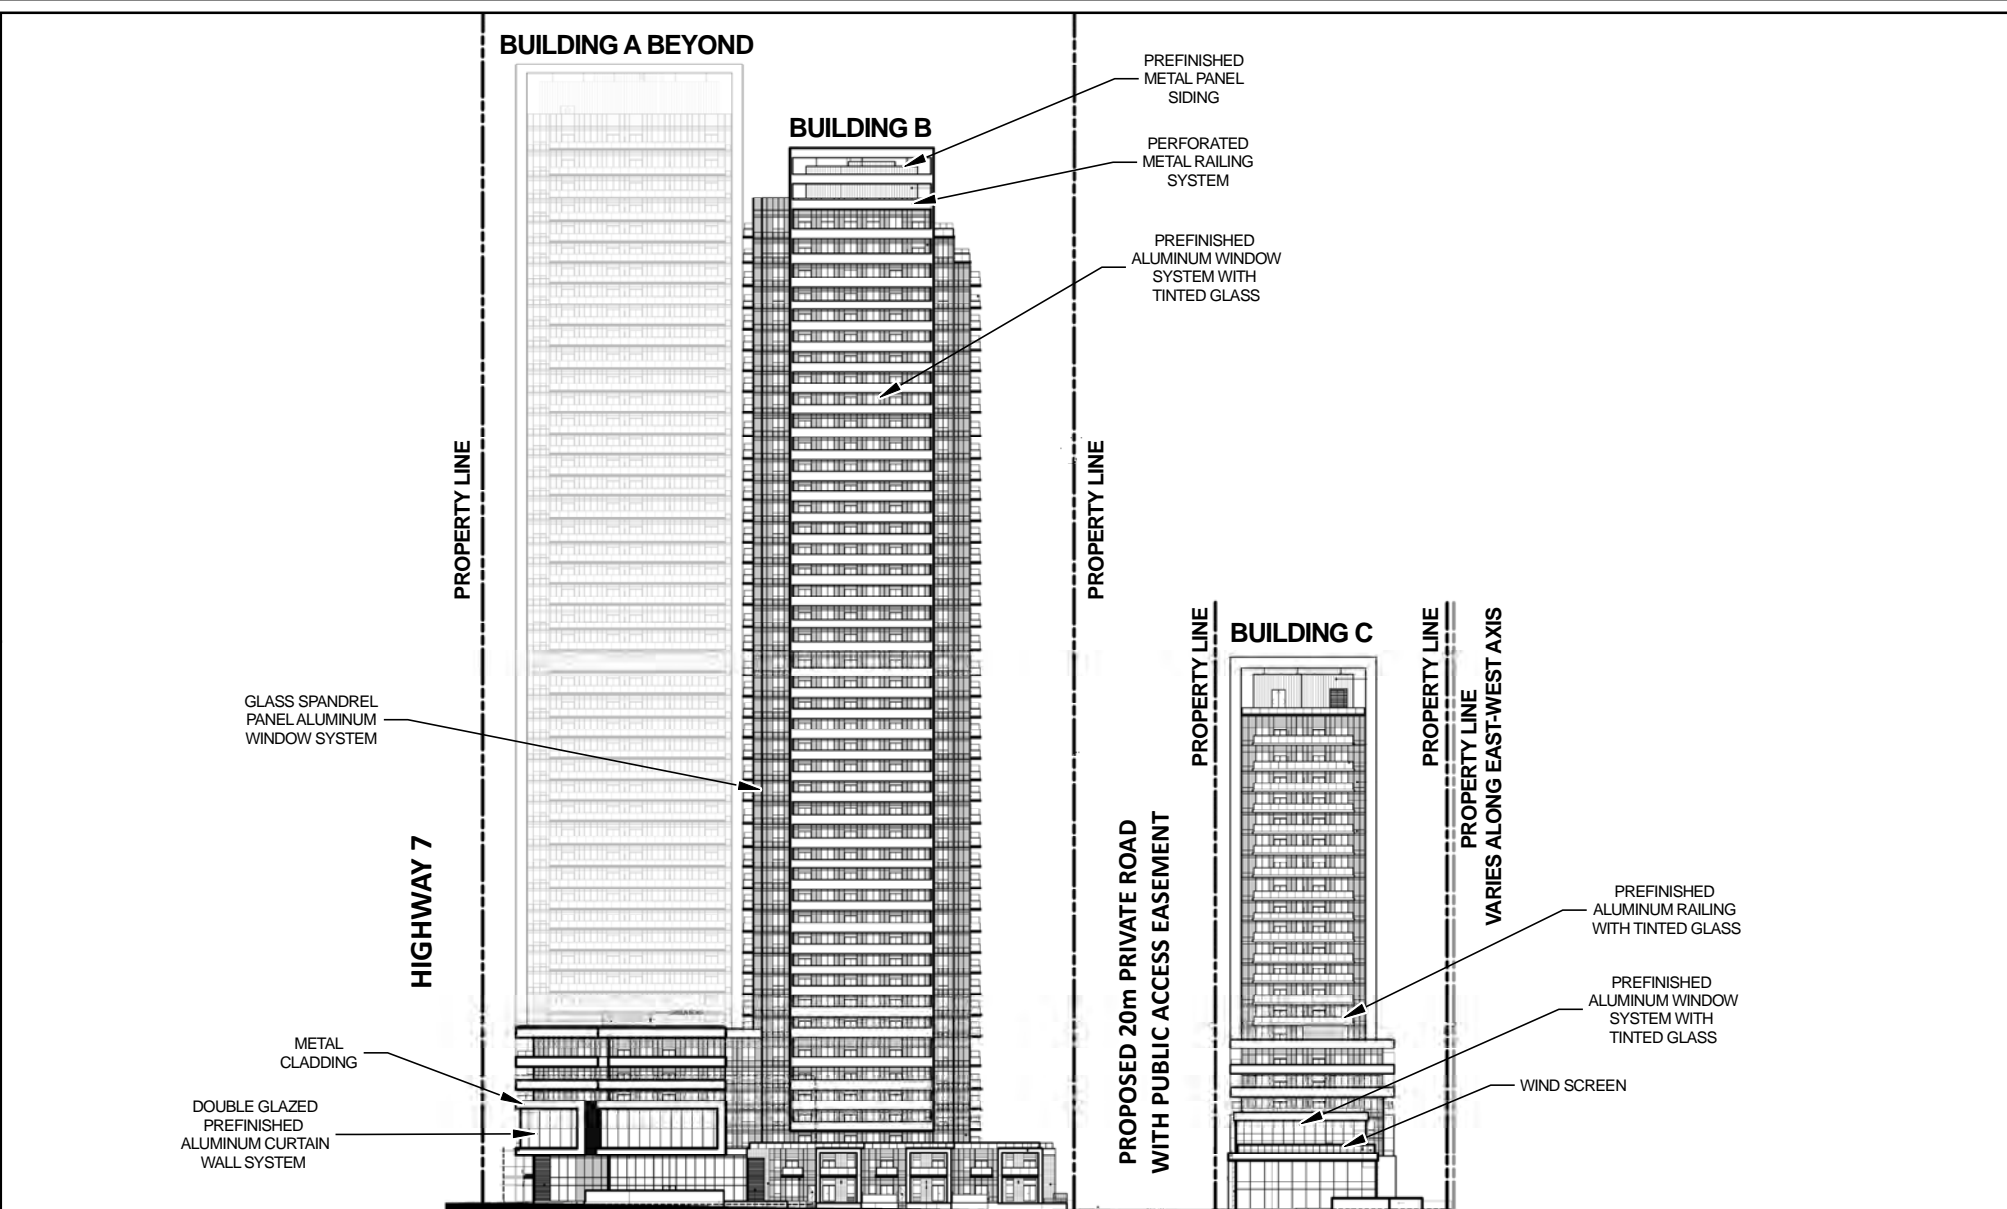 BUILDING A BEYOND
PREFINISHED
METAL PANEL
SIDING
BUILDING B
PERFORATED
METAL RAILING
SYSTEM
PREFINISHED
ALUMINUM WINDOW
SYSTEM WITH
TINTED GLASS
PROPERTY LINE
PROPERTY LINE
PROPERTY LINE
BUILDING C
PROPERTY LINE
PROPERTY LINE
VARIES ALONG EAST-WEST AXIS
GLASS SPANDREL
PANEL ALUMINUM
WINDOW SYSTEM
HIGHWAY 7
PROPOSED 20m PRIVATE ROAD
WITH PUBLIC ACCESS EASEMENT
PREFINISHED
ALUMINUM RAILING
WITH TINTED GLASS
PREFINISHED
ALUMINUM WINDOW
SYSTEM WITH
TINTED GLASS
METAL
CLADDING
WIND SCREEN
DOUBLE GLAZED
PREFINISHED
ALUMINUM CURTAIN
WALL SYSTEM